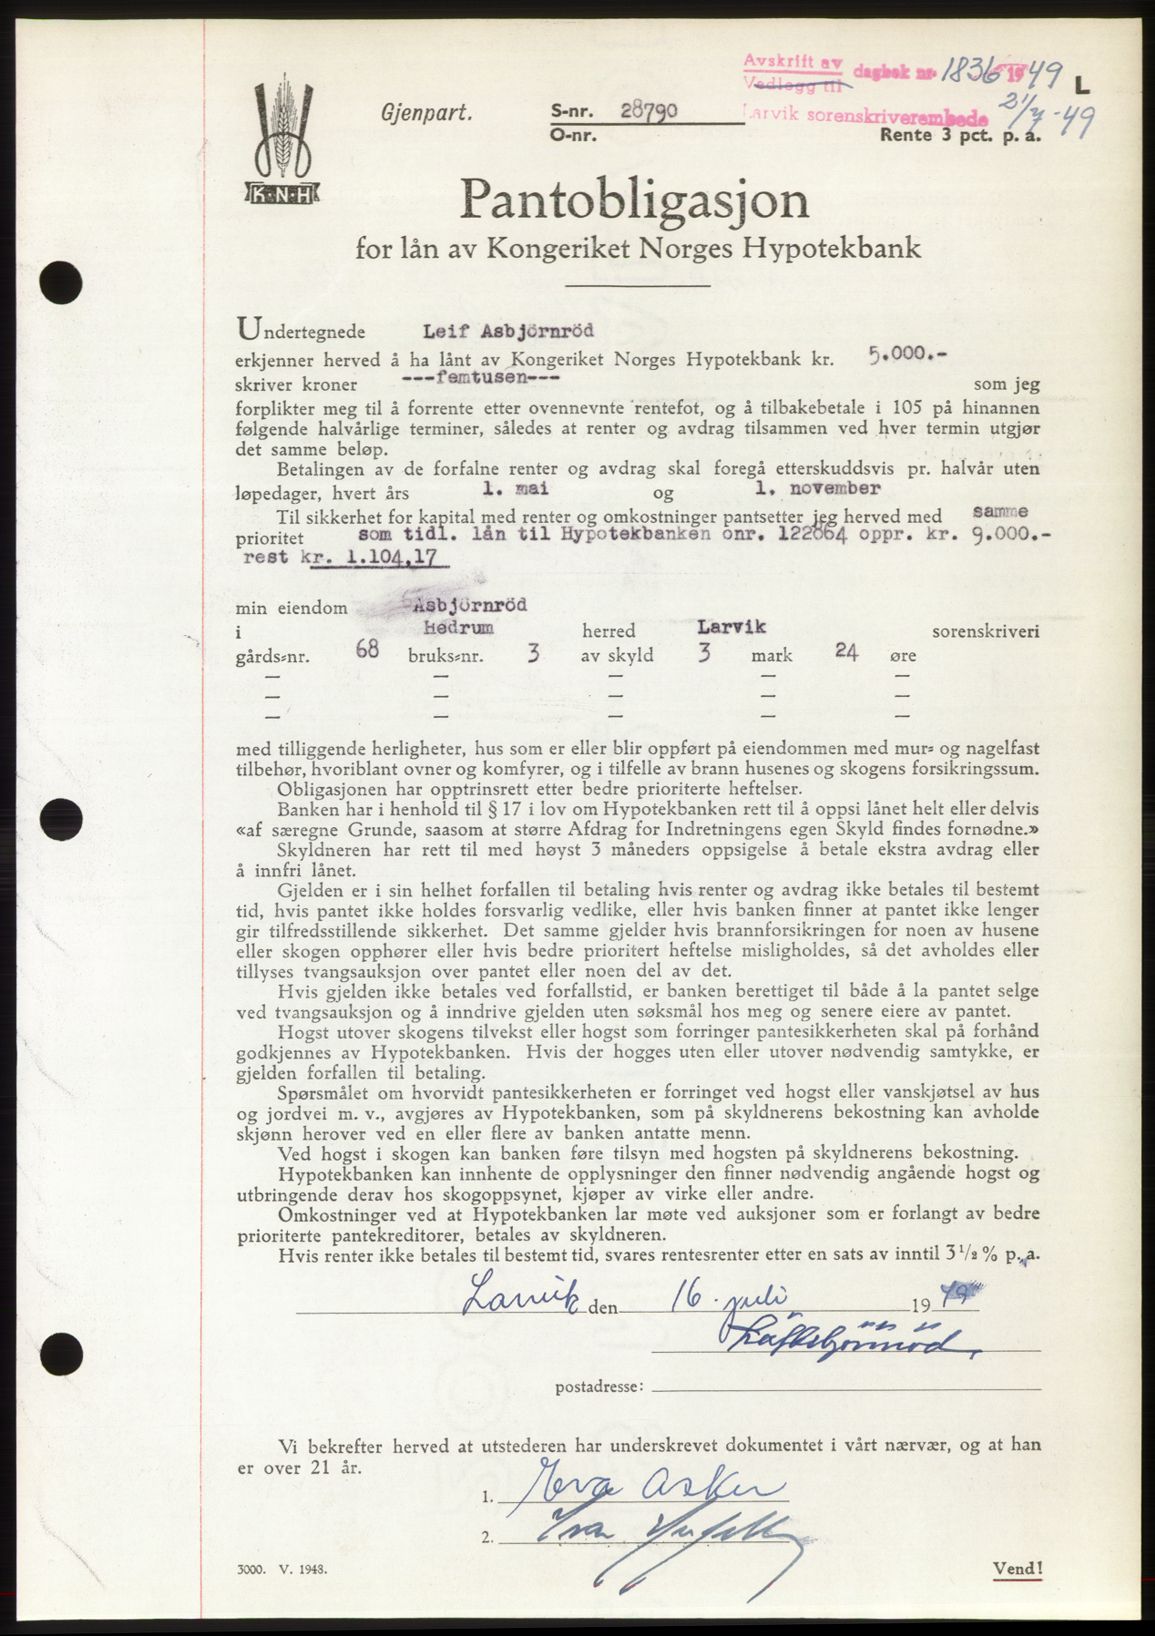 Avskrift av
Vedlegg til
dagbok nr. 1836 1949
L
21/7-49
Larvik sorenskriverembede
Gjenpart.
S-nr. 28790
O-nr.
Rente 3 pct. p. a.
K·N·H
Pantobligasjon
for lån av Kongeriket Norges Hypotekbank
Undertegnede Leif Asbjörnröd
erkjenner herved å ha lånt av Kongeriket Norges Hypotekbank kr. 5.000.-
skriver kroner ---femtusen--- som jeg
forplikter meg til å forrente etter ovennevnte rentefot, og å tilbakebetale i 105 på hinannen
følgende halvårlige terminer, således at renter og avdrag tilsammen ved hver termin utgjør
det samme beløp.
Betalingen av de forfalne renter og avdrag skal foregå etterskuddsvis pr. halvår uten
løpedager, hvert års 1. mai og 1. november
Til sikkerhet for kapital med renter og omkostninger pantsetter jeg herved med samme
prioritet som tidl. lån til Hypotekbanken onr. 122864 oppr. kr. 9.000.-
rest kr. 1.104,17
min eiendom Asbjörnröd
i Hedrum herred Larvik sorenskriveri
gårds-nr. 68 bruks-nr. 3 av skyld 3 mark 24 øre
— — — — —
— — — — —
— — — — —
med tilliggende herligheter, hus som er eller blir oppført på eiendommen med mur- og nagelfast
tilbehør, hvoriblant ovner og komfyrer, og i tilfelle av brann husenes og skogens forsikringssum.
Obligasjonen har opptrinsrett etter bedre prioriterte heftelser.
Banken har i henhold til § 17 i lov om Hypotekbanken rett til å oppsi lånet helt eller delvis
«af særegne Grunde, saasom at større Afdrag for Indretningens egen Skyld findes fornødne.»
Skyldneren har rett til med høyst 3 måneders oppsigelse å betale ekstra avdrag eller
å innfri lånet.
Gjelden er i sin helhet forfallen til betaling hvis renter og avdrag ikke betales til bestemt
tid, hvis pantet ikke holdes forsvarlig vedlike, eller hvis banken finner at pantet ikke lenger
gir tilfredsstillende sikkerhet. Det samme gjelder hvis brannforsikringen for noen av husene
eller skogen opphører eller hvis bedre prioritert heftelse misligholdes, så det avholdes eller
tillyses tvangsauksjon over pantet eller noen del av det.
Hvis gjelden ikke betales ved forfallstid, er banken berettiget til både å la pantet selge
ved tvangsauksjon og å inndrive gjelden uten søksmål hos meg og senere eiere av pantet.
Hogst utover skogens tilvekst eller hogst som forringer pantesikkerheten skal på forhånd
godkjennes av Hypotekbanken. Hvis der hogges uten eller utover nødvendig samtykke, er
gjelden forfallen til betaling.
Spørsmålet om hvorvidt pantesikkerheten er forringet ved hogst eller vanskjøtsel av hus
og jordvei m. v., avgjøres av Hypotekbanken, som på skyldnerens bekostning kan avholde
skjønn herover ved en eller flere av banken antatte menn.
Ved hogst i skogen kan banken føre tilsyn med hogsten på skyldnerens bekostning.
Hypotekbanken kan innhente de opplysninger den finner nødvendig angående hogst og
utbringende derav hos skogoppsynet, kjøper av virke eller andre.
Omkostninger ved at Hypotekbanken lar møte ved auksjoner som er forlangt av bedre
prioriterte pantekreditorer, betales av skyldneren.
Hvis renter ikke betales til bestemt tid, svares rentesrenter etter en sats av inntil 3 1/2 % p. a.
Larvik den 16. juli 1949
Leif Asbjörnröd.
postadresse:
Vi bekrefter herved at utstederen har underskrevet dokumentet i vårt nærvær, og at han
er over 21 år.
1. Eva Asker
2.
3000. V. 1948.
Vend!